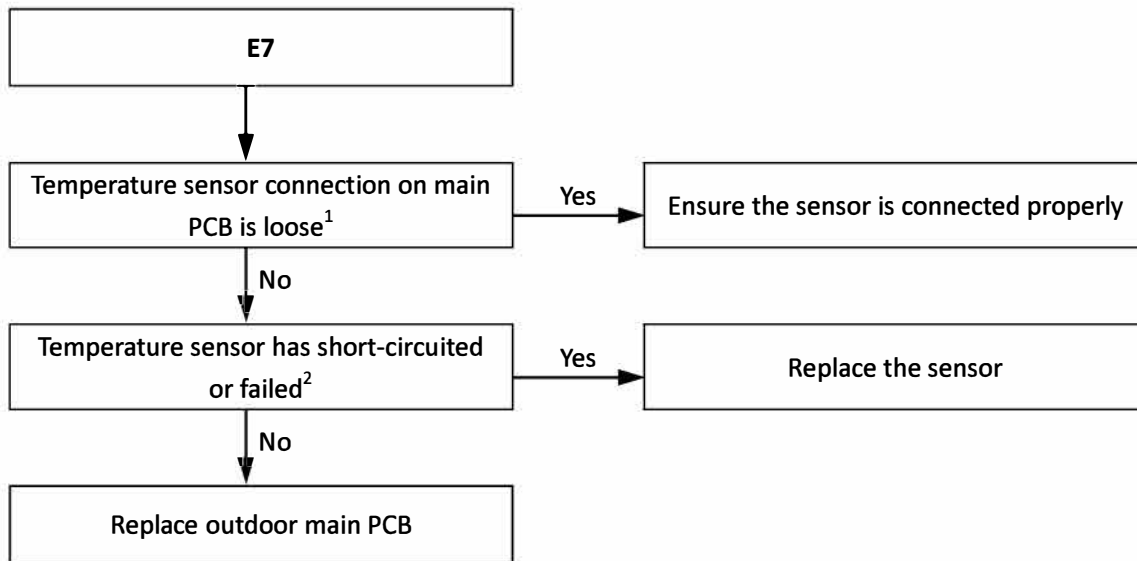 E7
Temperature sensor connection on main
PCB is loose¹
Yes
Ensure the sensor is connected properly
No
Temperature sensor has short-circuited
or failed²
Yes
Replace the sensor
No
Replace outdoor main PCB